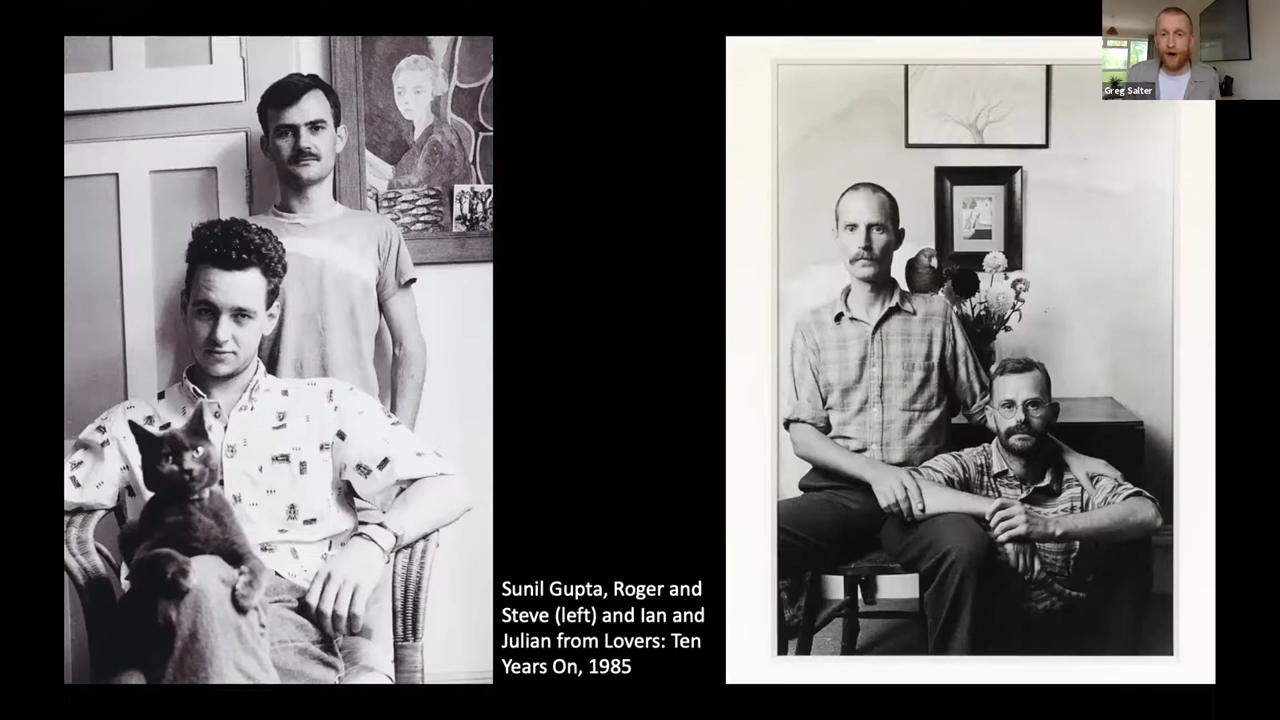 Greg Salter
Sunil Gupta, Roger and
Steve (left) and Ian and
Julian from Lovers: Ten
Years On, 1985